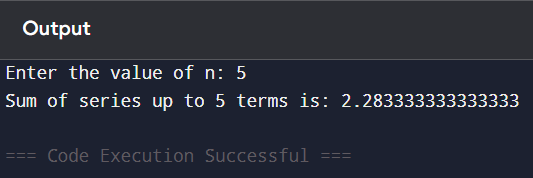 Output
Enter the value of n: 5
Sum of series up to 5 terms is: 2.283333333333333
=== Code Execution Successful ===